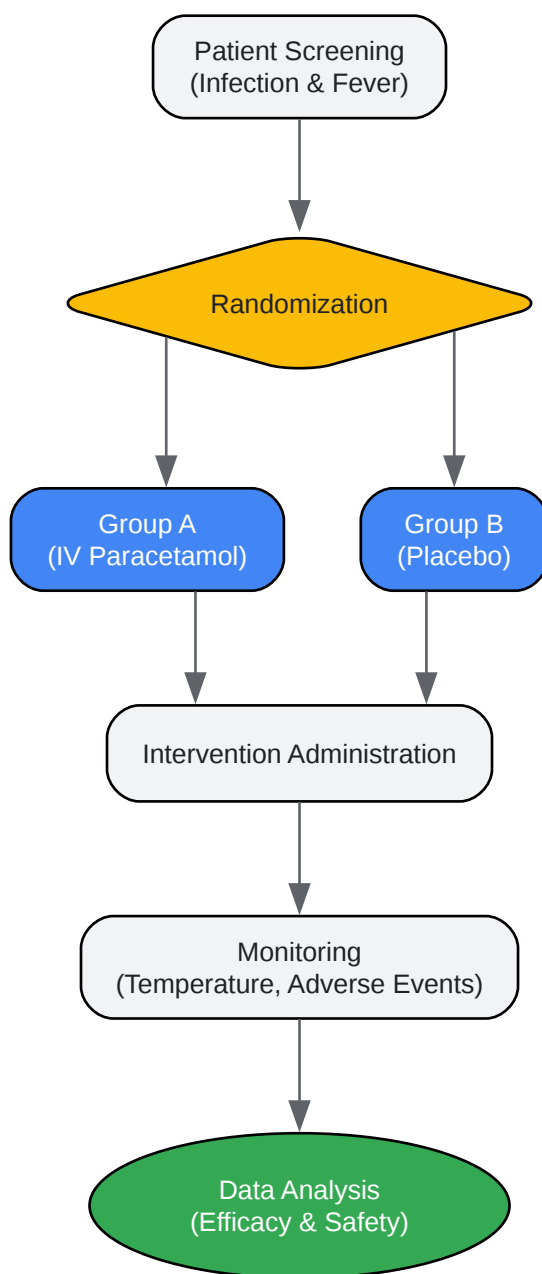 Patient Screening
(Infection & Fever)
Randomization
Group A
(IV Paracetamol)
Group B
(Placebo)
Intervention Administration
Monitoring
(Temperature, Adverse Events)
Data Analysis
(Efficacy & Safety)